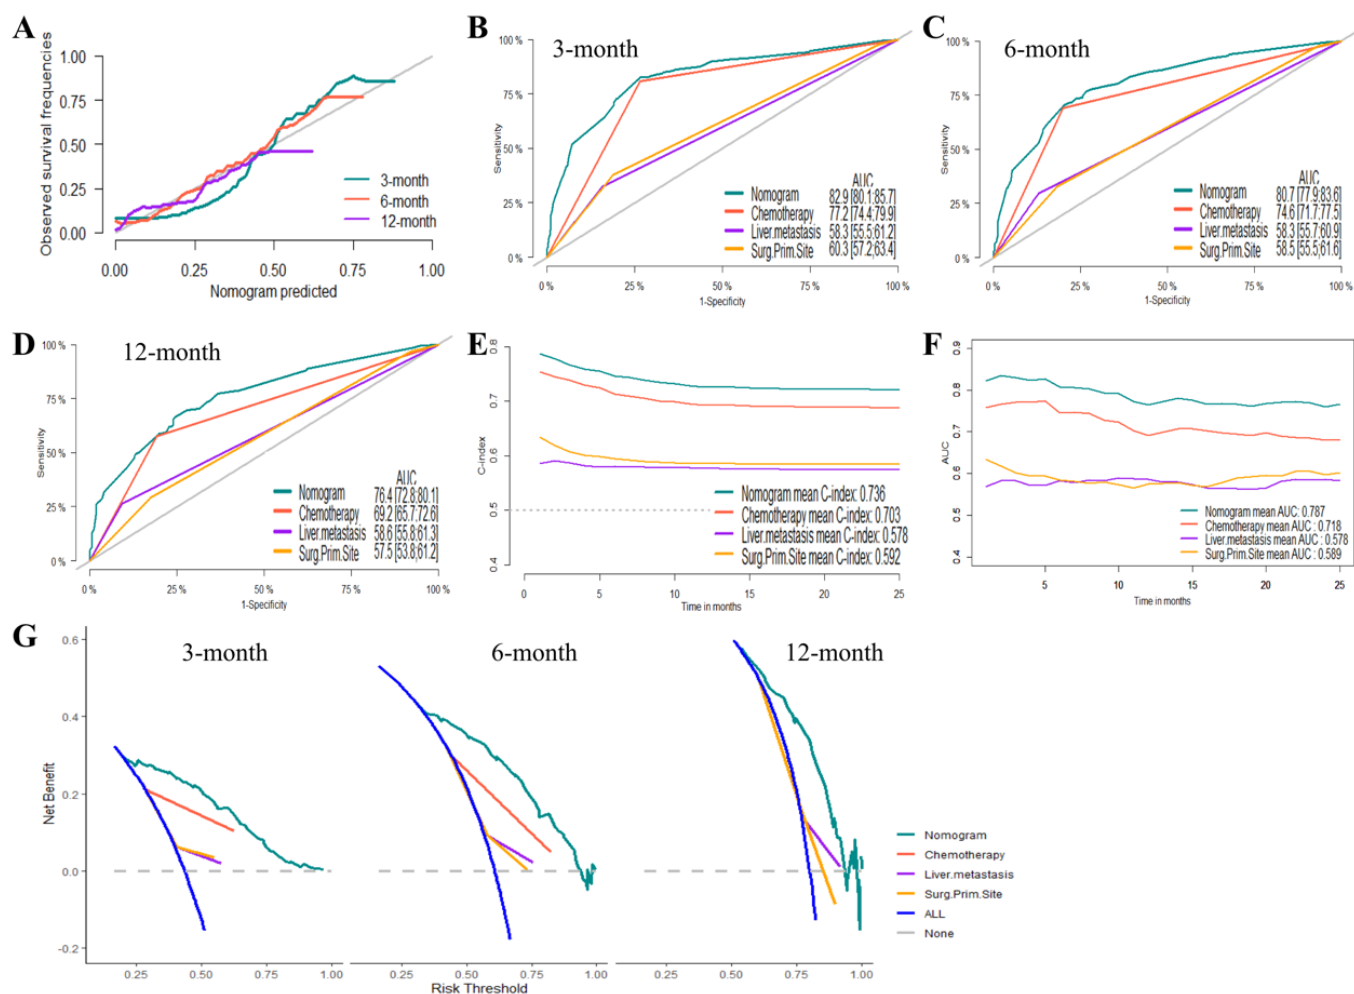 A
Observed survival frequencies
1.00
0.75
0.50
0.25
0.00
3-month
6-month
12-month
0.00 0.25 0.50 0.75 1.00
Nomogram predicted
B
3-month
Sensitivity
100 %
75 %
50 %
25 %
0 %
AUC
Nomogram 82.9 [80.1;85.7]
Chemotherapy 77.2 [74.4;79.9]
Liver.metastasis 58.3 [55.5;61.2]
Surg.Prim.Site 60.3 [57.2;63.4]
0 % 25 % 50 % 75 % 100 %
1-Specificity
C
6-month
Sensitivity
100 %
75 %
50 %
25 %
0 %
AUC
Nomogram 80.7 [77.9;83.6]
Chemotherapy 74.6 [71.7;77.5]
Liver.metastasis 58.3 [55.7;60.9]
Surg.Prim.Site 58.5 [55.5;61.6]
0 % 25 % 50 % 75 % 100 %
1-Specificity
D
12-month
Sensitivity
100 %
75 %
50 %
25 %
0 %
AUC
Nomogram 76.4 [72.8;80.1]
Chemotherapy 69.2 [65.7;72.6]
Liver.metastasis 58.6 [55.8;61.3]
Surg.Prim.Site 57.5 [53.8;61.2]
0 % 25 % 50 % 75 % 100 %
1-Specificity
E
C-index
0.8
0.7
0.6
0.5
0.4
Nomogram mean C-index: 0.736
Chemotherapy mean C-index: 0.703
Liver.metastasis mean C-index: 0.578
Surg.Prim.Site mean C-index: 0.592
0 5 10 15 20 25
Time in months
F
AUC
0.9
0.8
0.7
0.6
0.5
0.4
Nomogram mean AUC: 0.787
Chemotherapy mean AUC : 0.718
Liver.metastasis mean AUC : 0.578
Surg.Prim.Site mean AUC : 0.589
5 10 15 20 25
Time in months
G
3-month 6-month 12-month
Net Benefit
0.6
0.4
0.2
0.0
-0.2
0.25 0.50 0.75 1.00 0.25 0.50 0.75 1.00 0.25 0.50 0.75 1.00
Risk Threshold
Nomogram
Chemotherapy
Liver.metastasis
Surg.Prim.Site
ALL
None